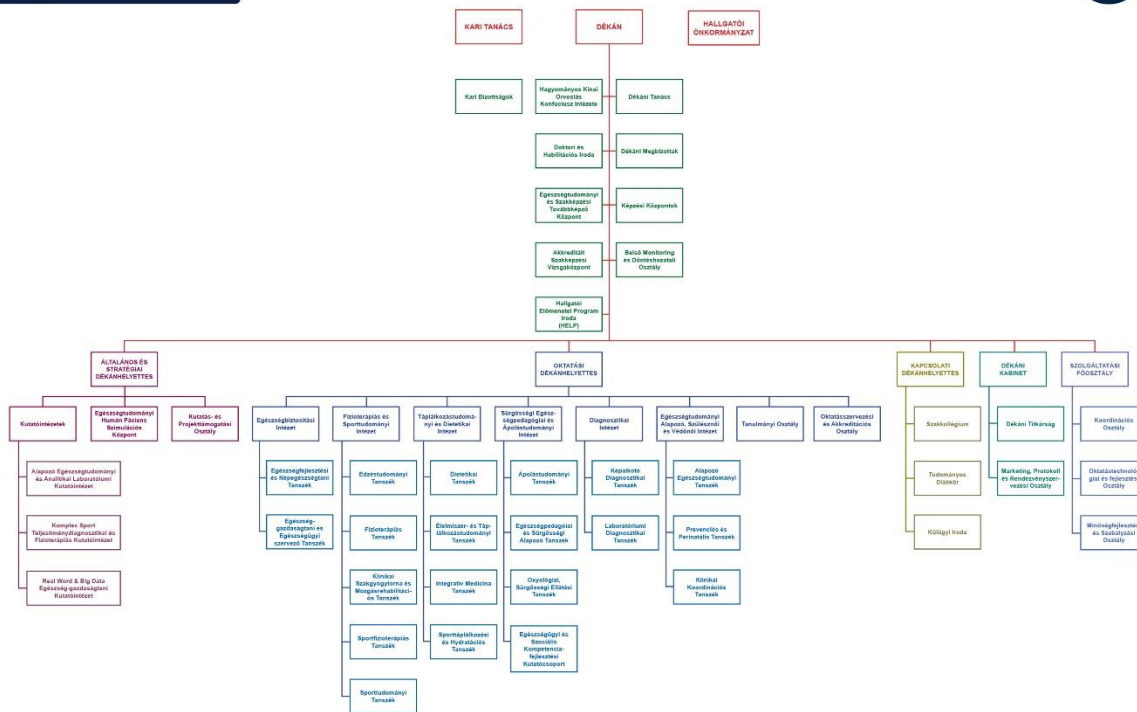 KARI TANÁCS
DÉKÁN
HALLGATÓI
ÖNKORMÁNYZAT
Kari Bizottságok
Hagyományos Kínai
Orvoslás
Konfuciusz Intézete
Dékáni Tanács
Doktori és
Habilitációs Iroda
Dékáni Megbízottak
Egészségtudományi
és Szakképzési
Továbbképző
Központ
Képzési Központok
Akkreditált
Szakképzési
Vizsgaközpont
Belső Monitoring
és Döntéshozatali
Osztály
Hallgatói
Előmenetel Program
Iroda
(HELP)
ÁLTALÁNOS ÉS
STRATÉGIAI
DÉKÁNHELYETTES
OKTATÁSI
DÉKÁNHELYETTES
KAPCSOLATI
DÉKÁNHELYETTES
DÉKÁNI
KABINET
SZOLGÁLTATÁSI
FŐOSZTÁLY
Kutatóintézetek
Egészségtudományi
Humán Páciens
Szimulációs
Központ
Kutatás- és
Projekttámogatási
Osztály
Egészségbiztosítási
Intézet
Fizioterápiás és
Sporttudományi
Intézet
Táplálkozástudomá-
nyi és Dietetikai
Intézet
Sürgősségi Egész-
ségpedagógiai és
Ápolástudományi
Intézet
Diagnosztikai
Intézet
Egészségtudományi
Alapozó, Szülésznői
és Védőnői Intézet
Tanulmányi Osztály
Oktatásszervezési
és Akkreditációs
Osztály
Szakkollégium
Dékáni Titkárság
Koordinációs
Osztály
Alapozó Egészségtudományi
és Analitikai Laboratóriumi
Kutatóintézet
Egészségfejlesztési
és Népegészségtani
Tanszék
Edzéstudományi
Tanszék
Dietetikai
Tanszék
Ápolástudományi
Tanszék
Képalkotó
Diagnosztikai
Tanszék
Alapozó
Egészségtudományi
Tanszék
Tudományos
Diákkör
Marketing, Protokoll
és Rendezvényszer-
vezési Osztály
Oktatástechnoló-
giai és fejlesztési
Osztály
Komplex Sport
Teljesítménydiagnosztikai és
Fizioterápiás Kutatóintézet
Egészség-
gazdaságtani és
Egészségügyi
szervező Tanszék
Fizioterápiás
Tanszék
Élelmiszer- és Táp-
lálkozástudományi
Tanszék
Egészségpedagógiai
és Sürgősségi
Alapozó Tanszék
Laboratóriumi
Diagnosztikai
Tanszék
Prevenciós és
Perinatális Tanszék
Külügyi Iroda
Minőségfejlesztési
és Szabályzási
Osztály
Real Word & Big Data
Egészség-gazdaságtani
Kutatóintézet
Klinikai
Szakgyógytorna és
Mozgásrehabilitáci-
ós Tanszék
Integratív Medicina
Tanszék
Oxyológiai,
Sürgősségi Ellátási
Tanszék
Klinikai
Koordinációs
Tanszék
Sportfizioterápiás
Tanszék
Sporttáplálkozási
és Hydratációs
Tanszék
Egészségügyi és
Szociális
Kompetencia-
fejlesztési
Kutatócsoport
Sporttudományi
Tanszék